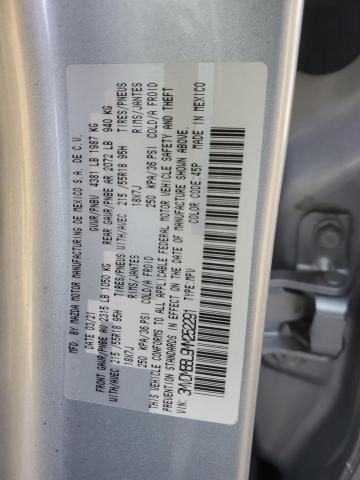 MFD. BY MAZDA MOTOR MANUFACTURING DE MEXICO S.A. DE C.V.
DATE 03/21 GVWR/PNBV 4381 LB 1987 KG
FRONT GAWR/PNBE AV 2315 LB 1050 KG REAR GAWR/PNBE AR 2072 LB 940 KG
WITH/AVEC 215/55R18 95H TIRES/PNEUS WITH/AVEC 215/55R18 95H TIRES/PNEUS
18X7J RIMS/JANTES 18X7J RIMS/JANTES
250 KPA/36 PSI COLD/A FROID 250 KPA/36 PSI COLD/A FROID
THIS VEHICLE CONFORMS TO ALL APPLICABLE FEDERAL MOTOR VEHICLE SAFETY AND THEFT
PREVENTION STANDARDS IN EFFECT ON THE DATE OF MANUFACTURE SHOWN ABOVE.
VIN: TYPE: MPV COLOR CODE: 45P MADE IN MEXICO